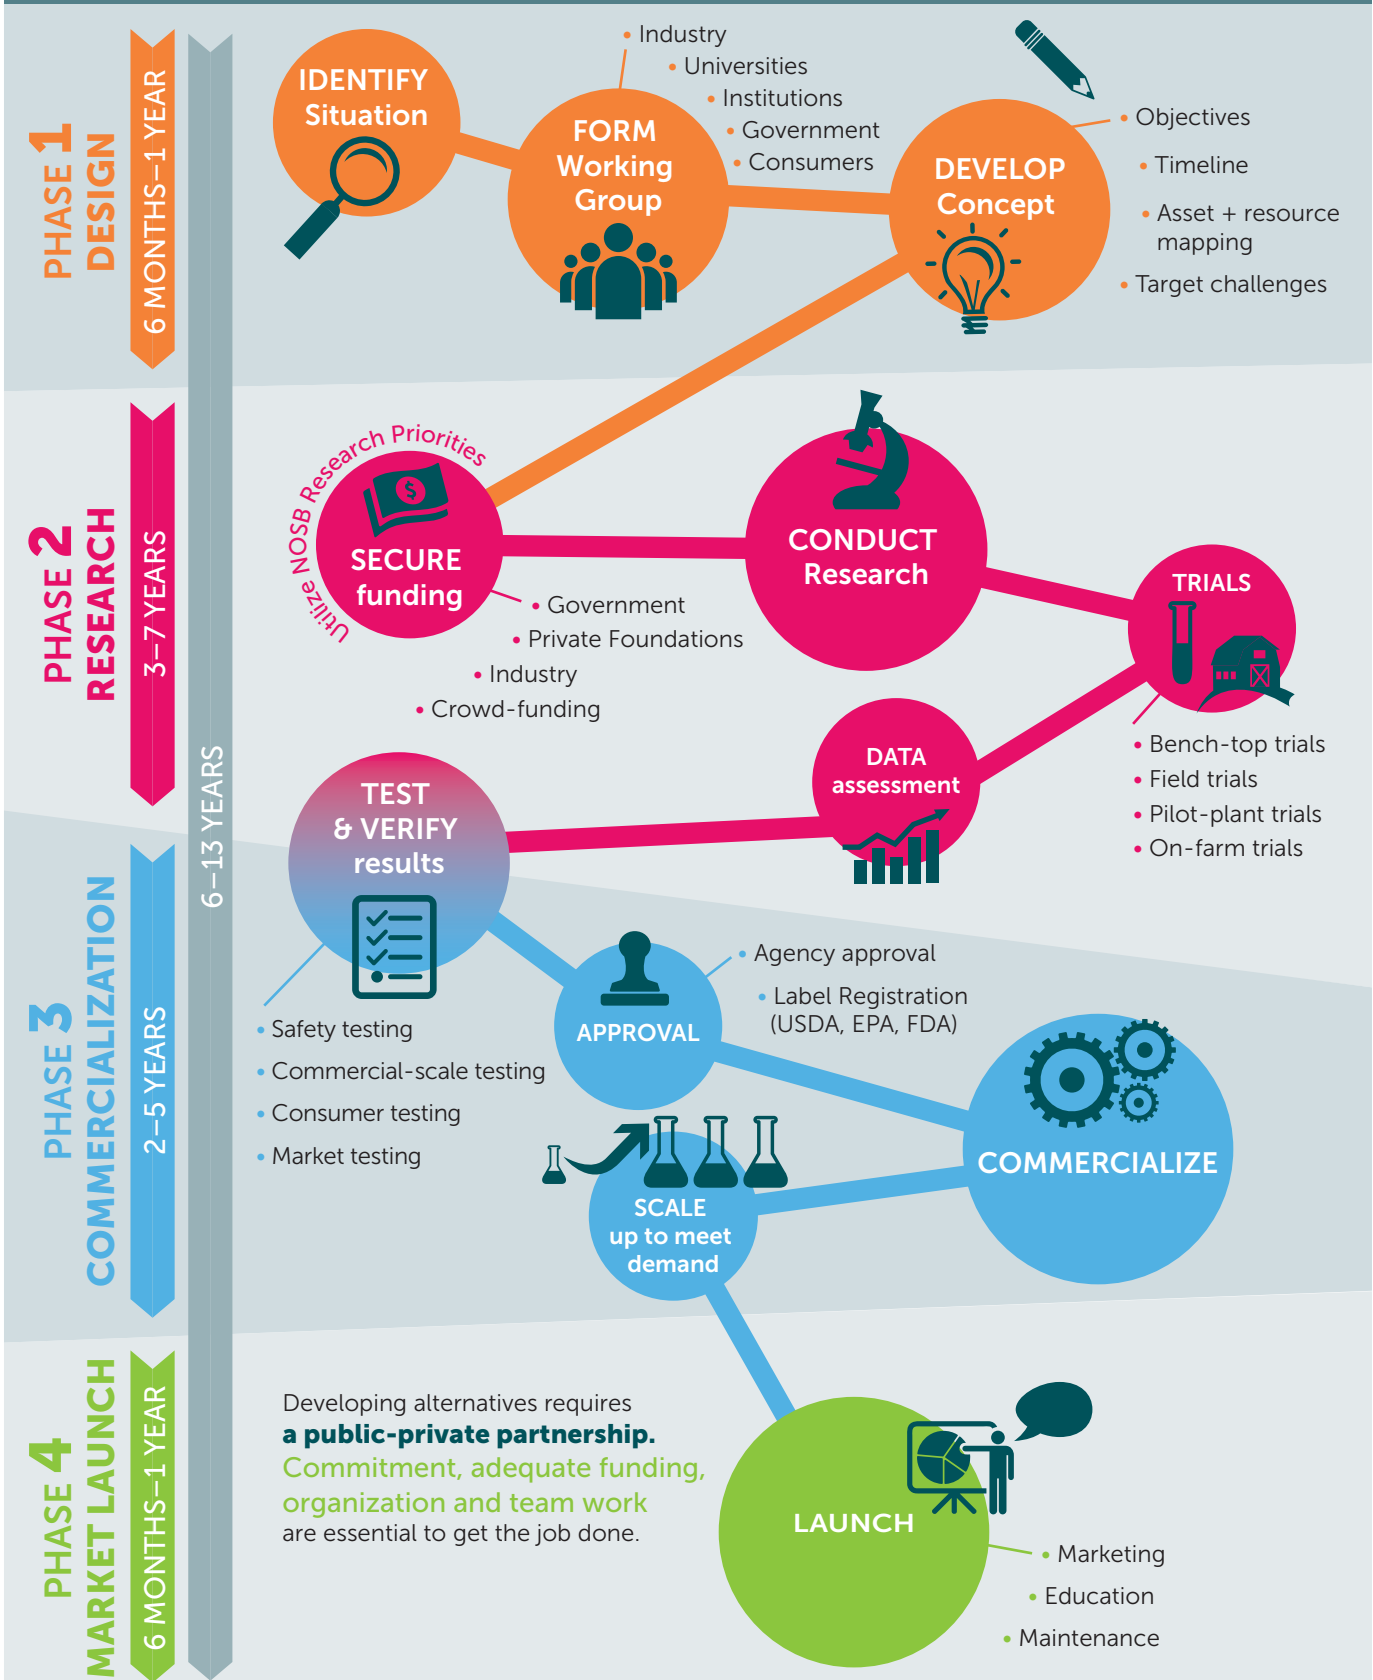 PHASE 1
DESIGN
6 MONTHS–1 YEAR
IDENTIFY
Situation
FORM
Working
Group
• Industry
• Universities
• Institutions
• Government
• Consumers
DEVELOP
Concept
• Objectives
• Timeline
• Asset + resource
mapping
• Target challenges
6–13 YEARS
PHASE 2
RESEARCH
3–7 YEARS
Utilize NOSB Research Priorities
$
SECURE
funding
• Government
• Private Foundations
• Industry
• Crowd-funding
CONDUCT
Research
TRIALS
• Bench-top trials
• Field trials
• Pilot-plant trials
• On-farm trials
DATA
assessment
TEST
& VERIFY
results
• Safety testing
• Commercial-scale testing
• Consumer testing
• Market testing
PHASE 3
COMMERCIALIZATION
2–5 YEARS
APPROVAL
• Agency approval
• Label Registration
(USDA, EPA, FDA)
COMMERCIALIZE
SCALE
up to meet
demand
PHASE 4
MARKET LAUNCH
6 MONTHS–1 YEAR
Developing alternatives requires
a public-private partnership.
Commitment, adequate funding,
organization and team work
are essential to get the job done.
LAUNCH
• Marketing
• Education
• Maintenance